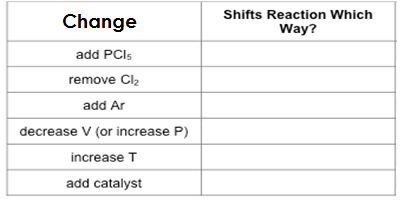 Change
Shifts Reaction Which
Way?
add PCl₅
remove Cl₂
add Ar
decrease V (or increase P)
increase T
add catalyst